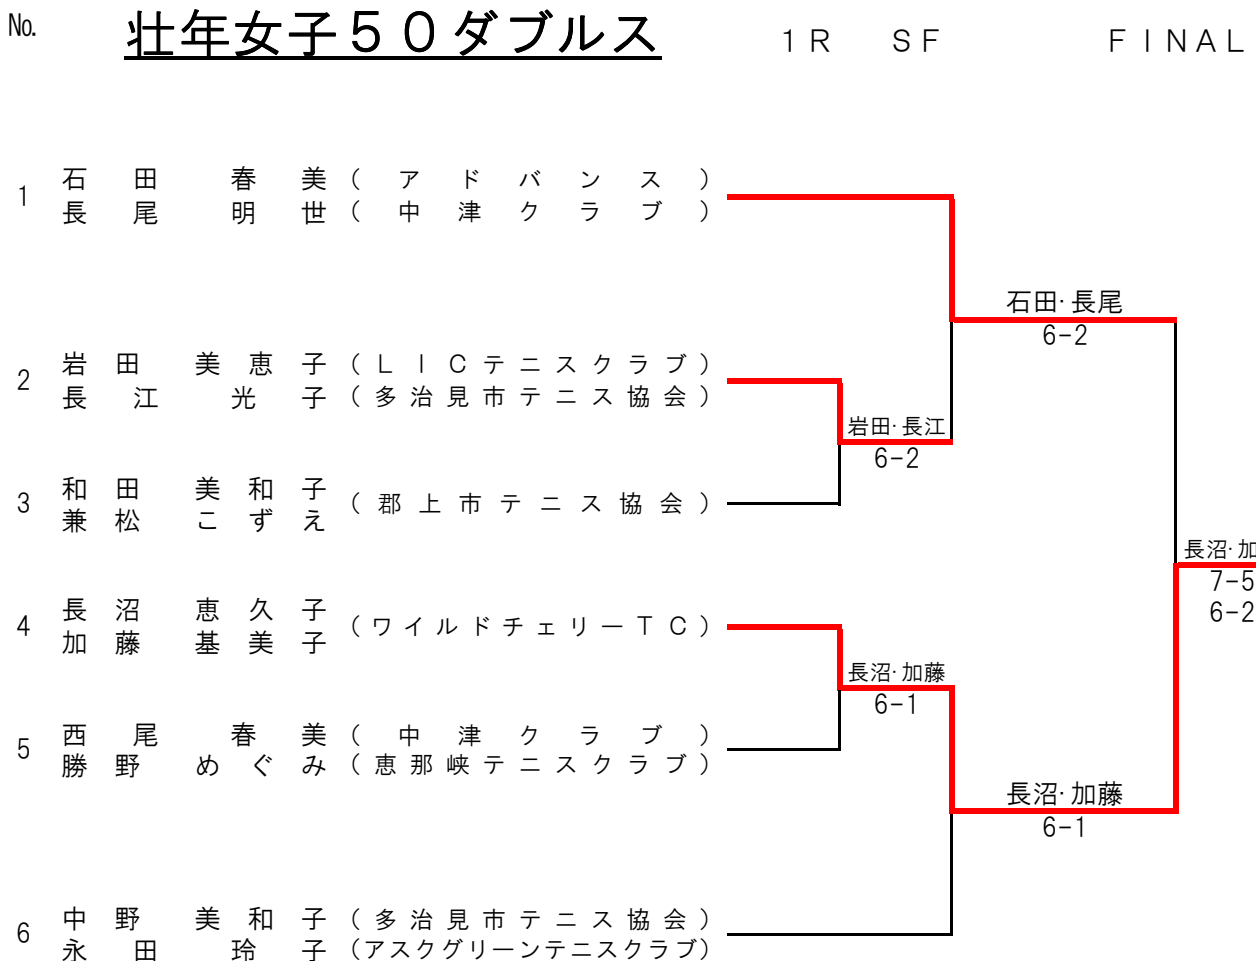 No. 壮年女子５０ダブルス １Ｒ ＳＦ ＦＩＮＡＬ
1 石田 春美 （アドバンス）
長尾 明世 （中津クラブ）
石田・長尾
6-2
2 岩田 美恵子 （ＬＩＣテニスクラブ）
長江 光子 （多治見市テニス協会）
岩田・長江
6-2
3 和田 美和子 （郡上市テニス協会）
兼松 こずえ
長沼・加
7-5
6-2
4 長沼 恵久子 （ワイルドチェリーＴＣ）
加藤 基美子
長沼・加藤
6-1
5 西尾 春美 （中津クラブ）
勝野 めぐみ （恵那峡テニスクラブ）
長沼・加藤
6-1
6 中野 美和子 （多治見市テニス協会）
永田 玲子 （アスクグリーンテニスクラブ）